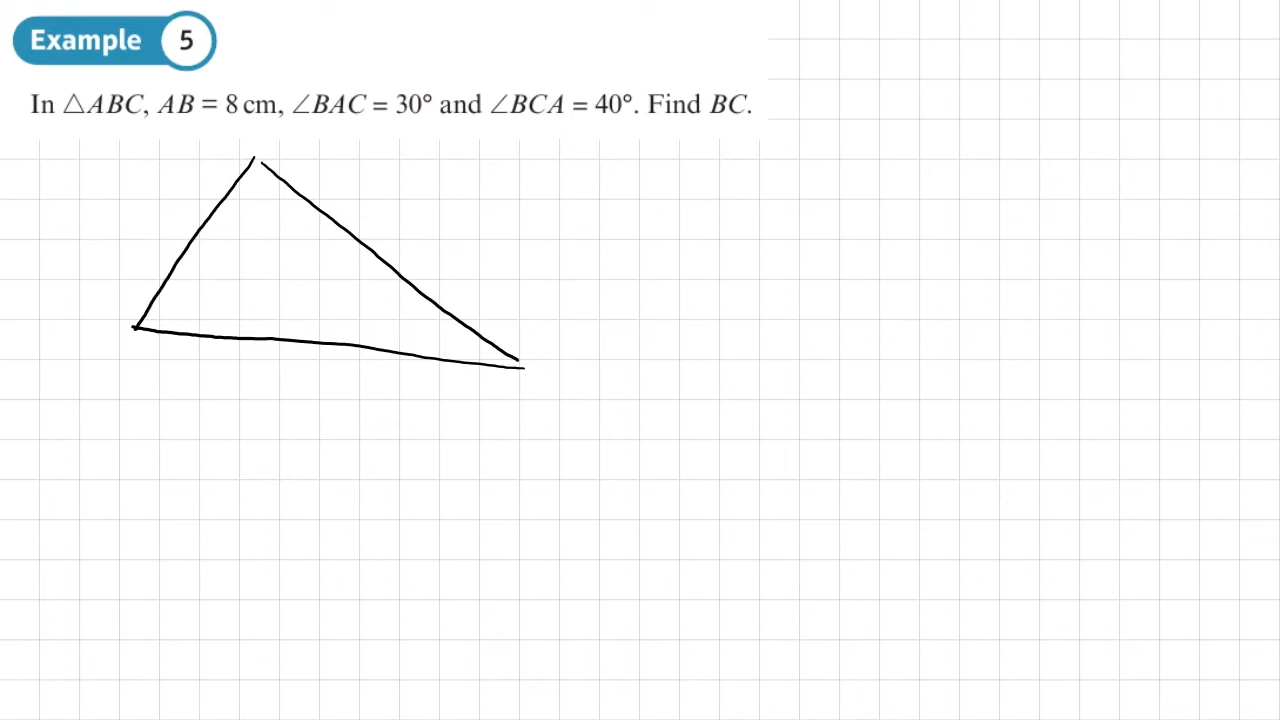 Example 5
In △ABC, AB = 8 cm, ∠BAC = 30° and ∠BCA = 40°. Find BC.